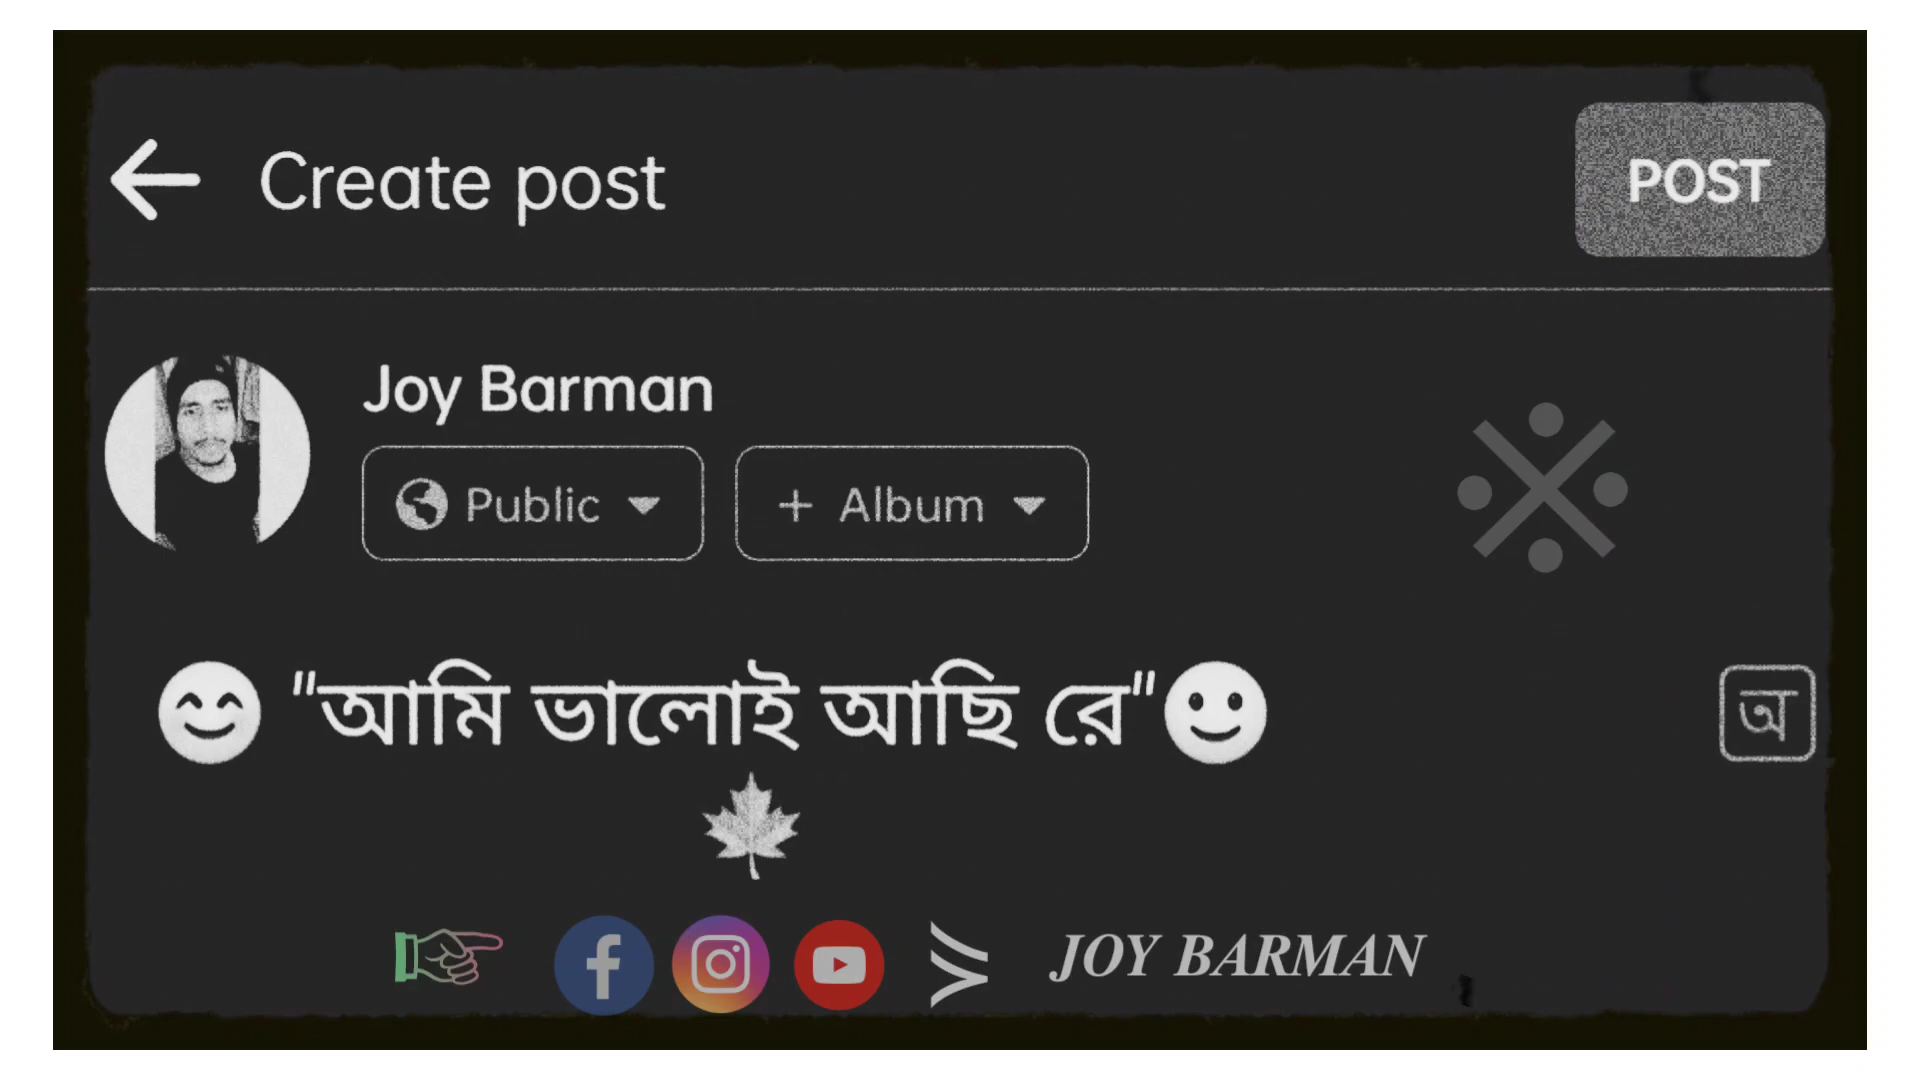 Create post
POST
Joy Barman
Public
+ Album
😊 "আমি ভালোই আছি রে"🙂
অ
🍁
JOY BARMAN